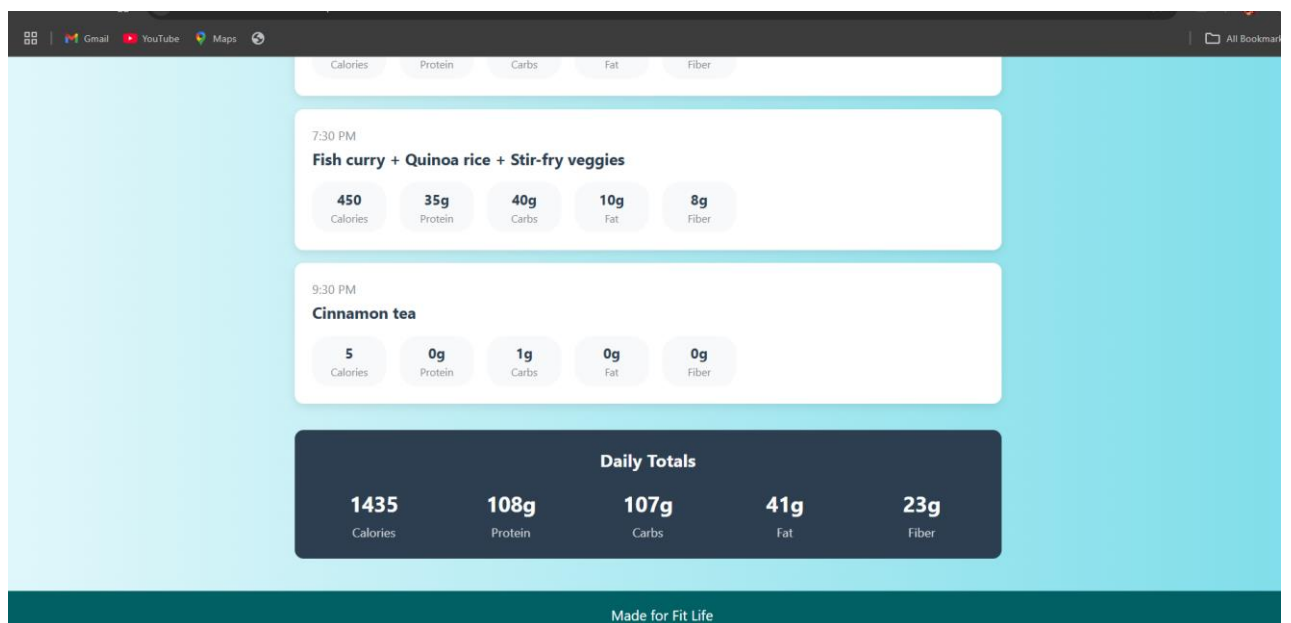 Gmail YouTube Maps All Bookmark
Calories Protein Carbs Fat Fiber
7:30 PM
Fish curry + Quinoa rice + Stir-fry veggies
450 35g 40g 10g 8g
Calories Protein Carbs Fat Fiber
9:30 PM
Cinnamon tea
5 0g 1g 0g 0g
Calories Protein Carbs Fat Fiber
Daily Totals
1435 108g 107g 41g 23g
Calories Protein Carbs Fat Fiber
Made for Fit Life